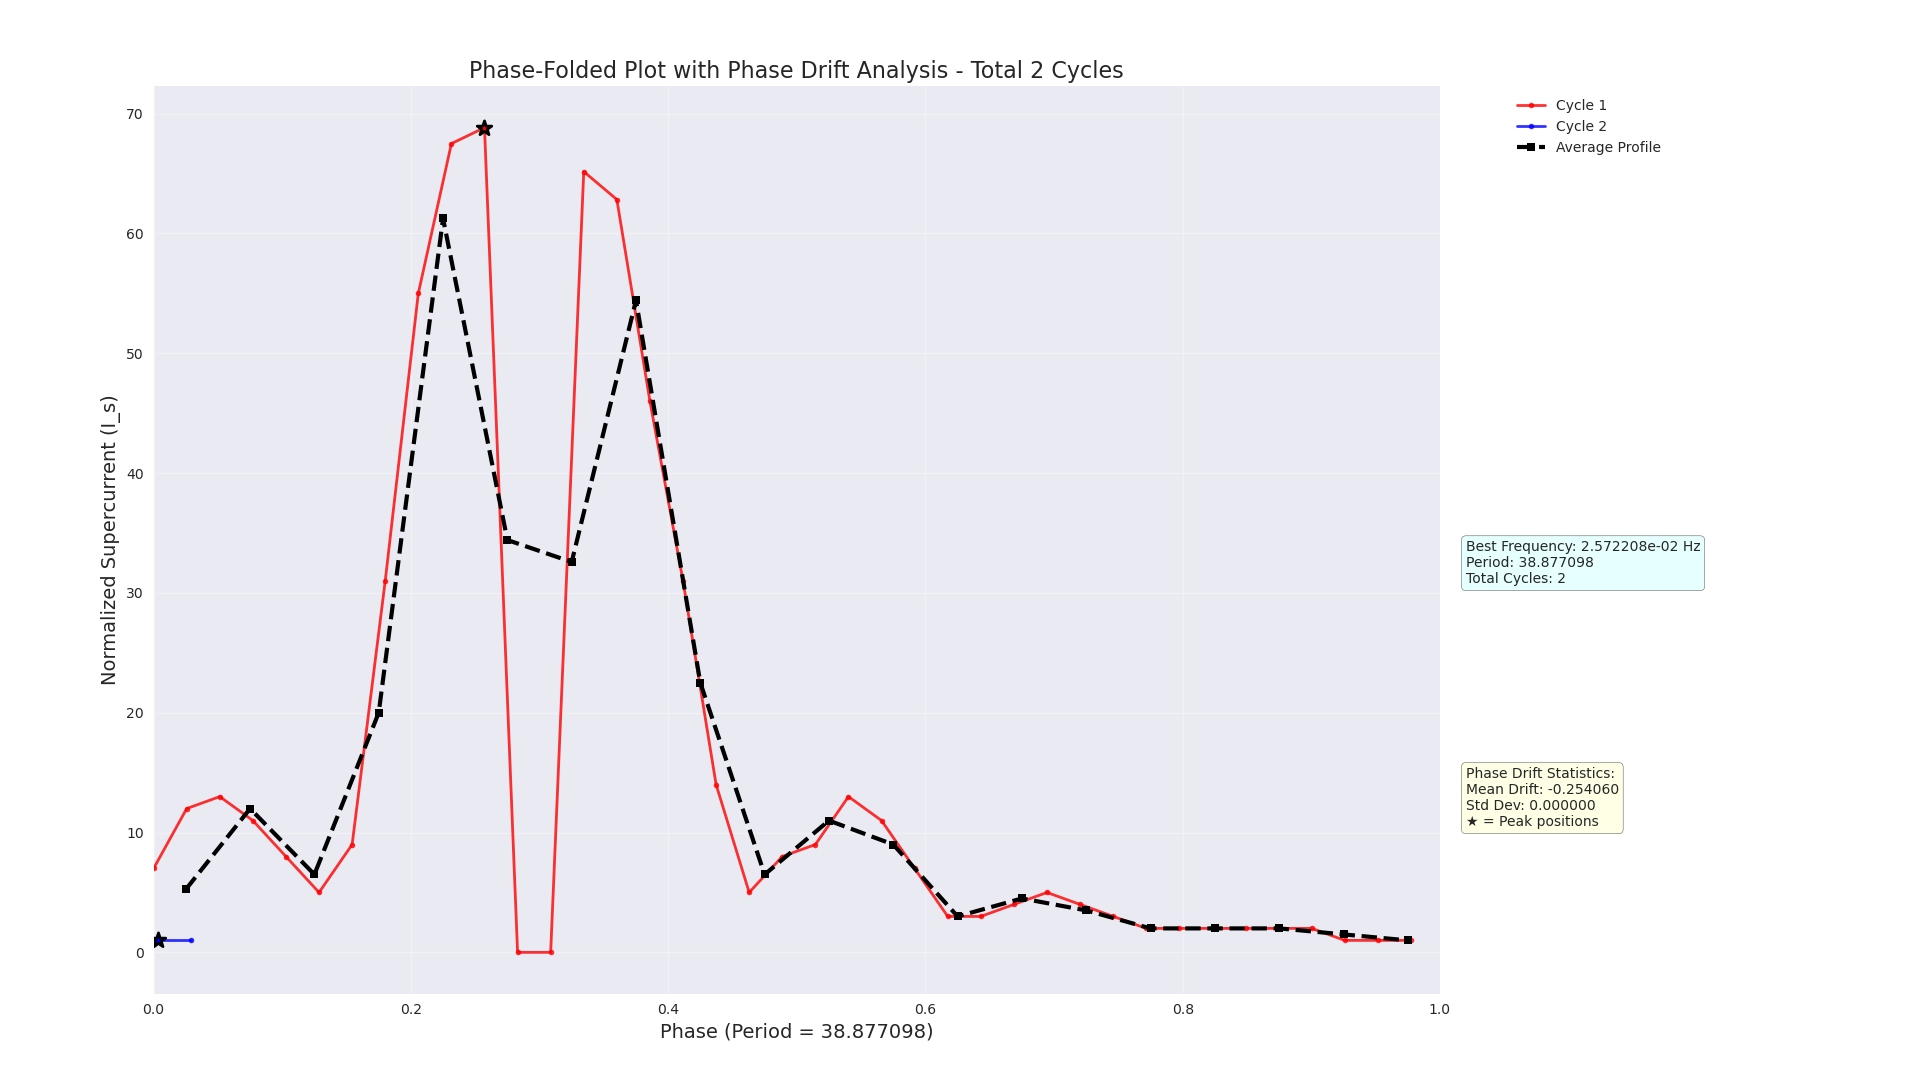 Phase-Folded Plot with Phase Drift Analysis - Total 2 Cycles
Cycle 1
Cycle 2
Average Profile
70
60
50
40
30
20
10
0
Normalized Supercurrent (I_s)
0.0
0.2
0.4
0.6
0.8
1.0
Phase (Period = 38.877098)
Best Frequency: 2.572208e-02 Hz
Period: 38.877098
Total Cycles: 2
Phase Drift Statistics:
Mean Drift: -0.254060
Std Dev: 0.000000
★ = Peak positions